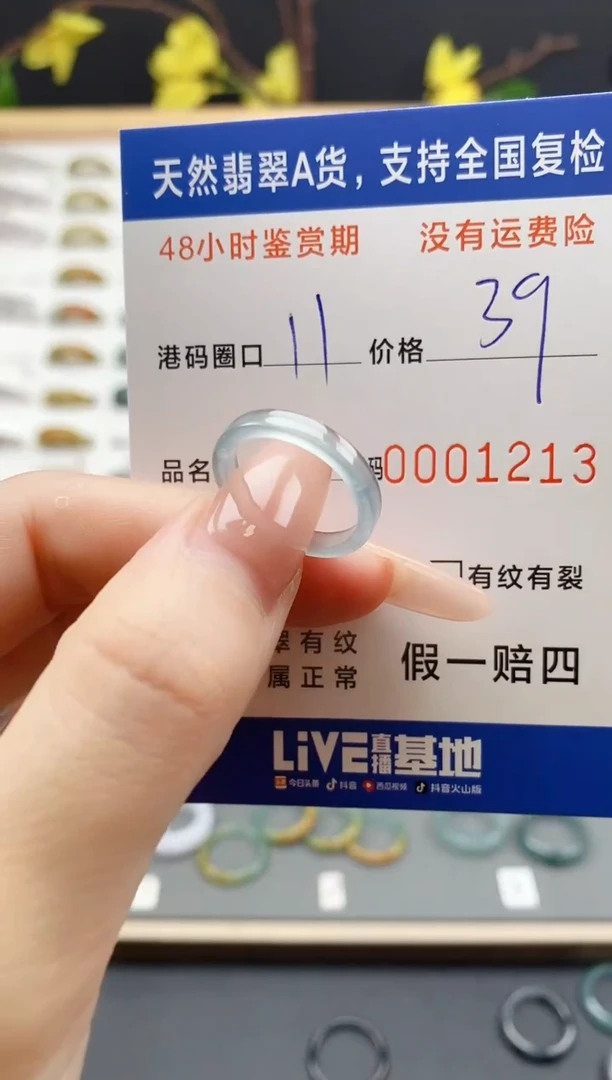 天然翡翠A货，支持全国复检
48小时鉴赏期 没有运费险
港码圈口 11 价格 39
品名 码0001213
有纹有裂
翠有纹 假一赔四
属正常
LiVE直播基地
今日头条 抖音 西瓜视频 抖音火山版